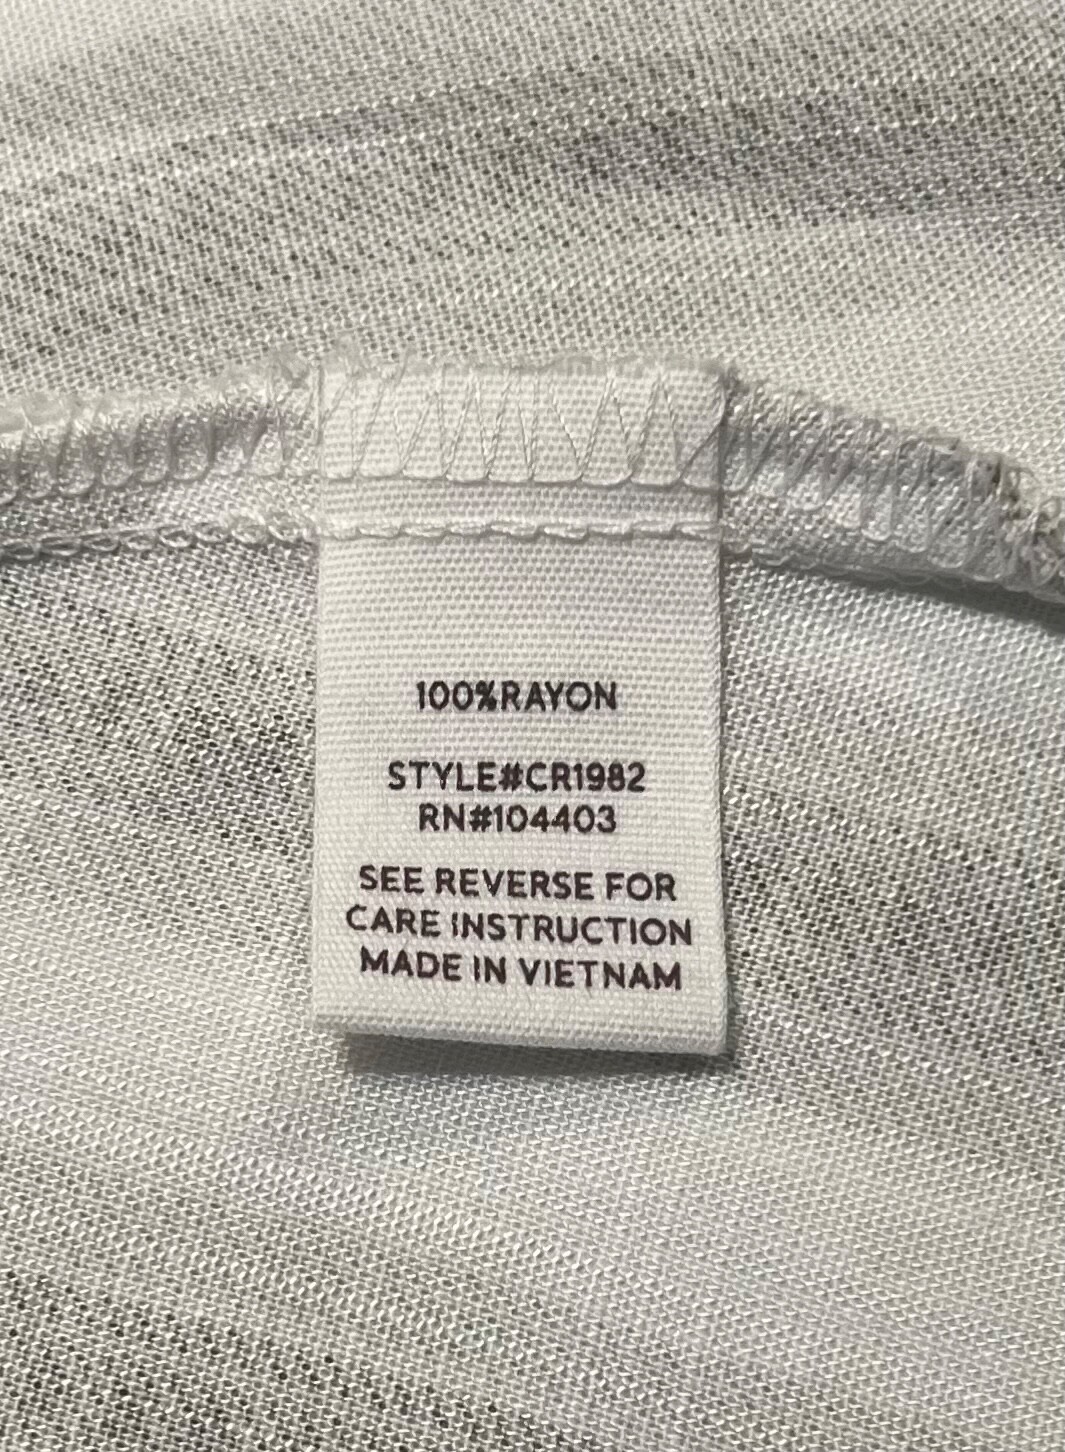 100%RAYON
STYLE#CR1982
RN#104403
SEE REVERSE FOR
CARE INSTRUCTION
MADE IN VIETNAM